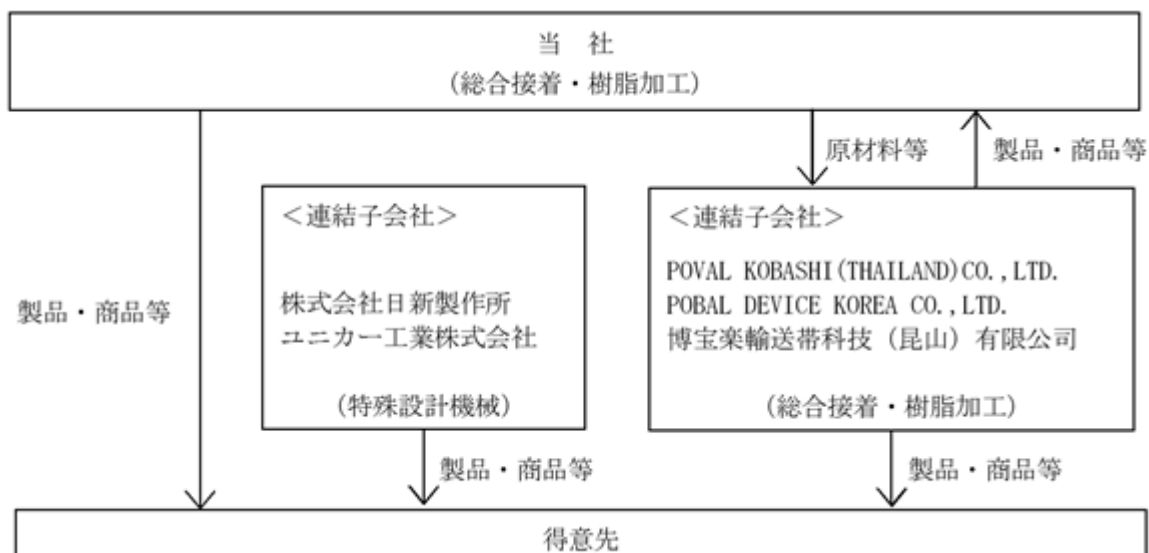 当 社
(総合接着・樹脂加工)
原材料等
製品・商品等
<連結子会社>
株式会社日新製作所
ユニカー工業株式会社
(特殊設計機械)
<連結子会社>
POVAL KOBASHI(THAILAND)CO.,LTD.
POBAL DEVICE KOREA CO.,LTD.
博宝楽輸送帯科技（昆山）有限公司
(総合接着・樹脂加工)
製品・商品等
製品・商品等
製品・商品等
得意先